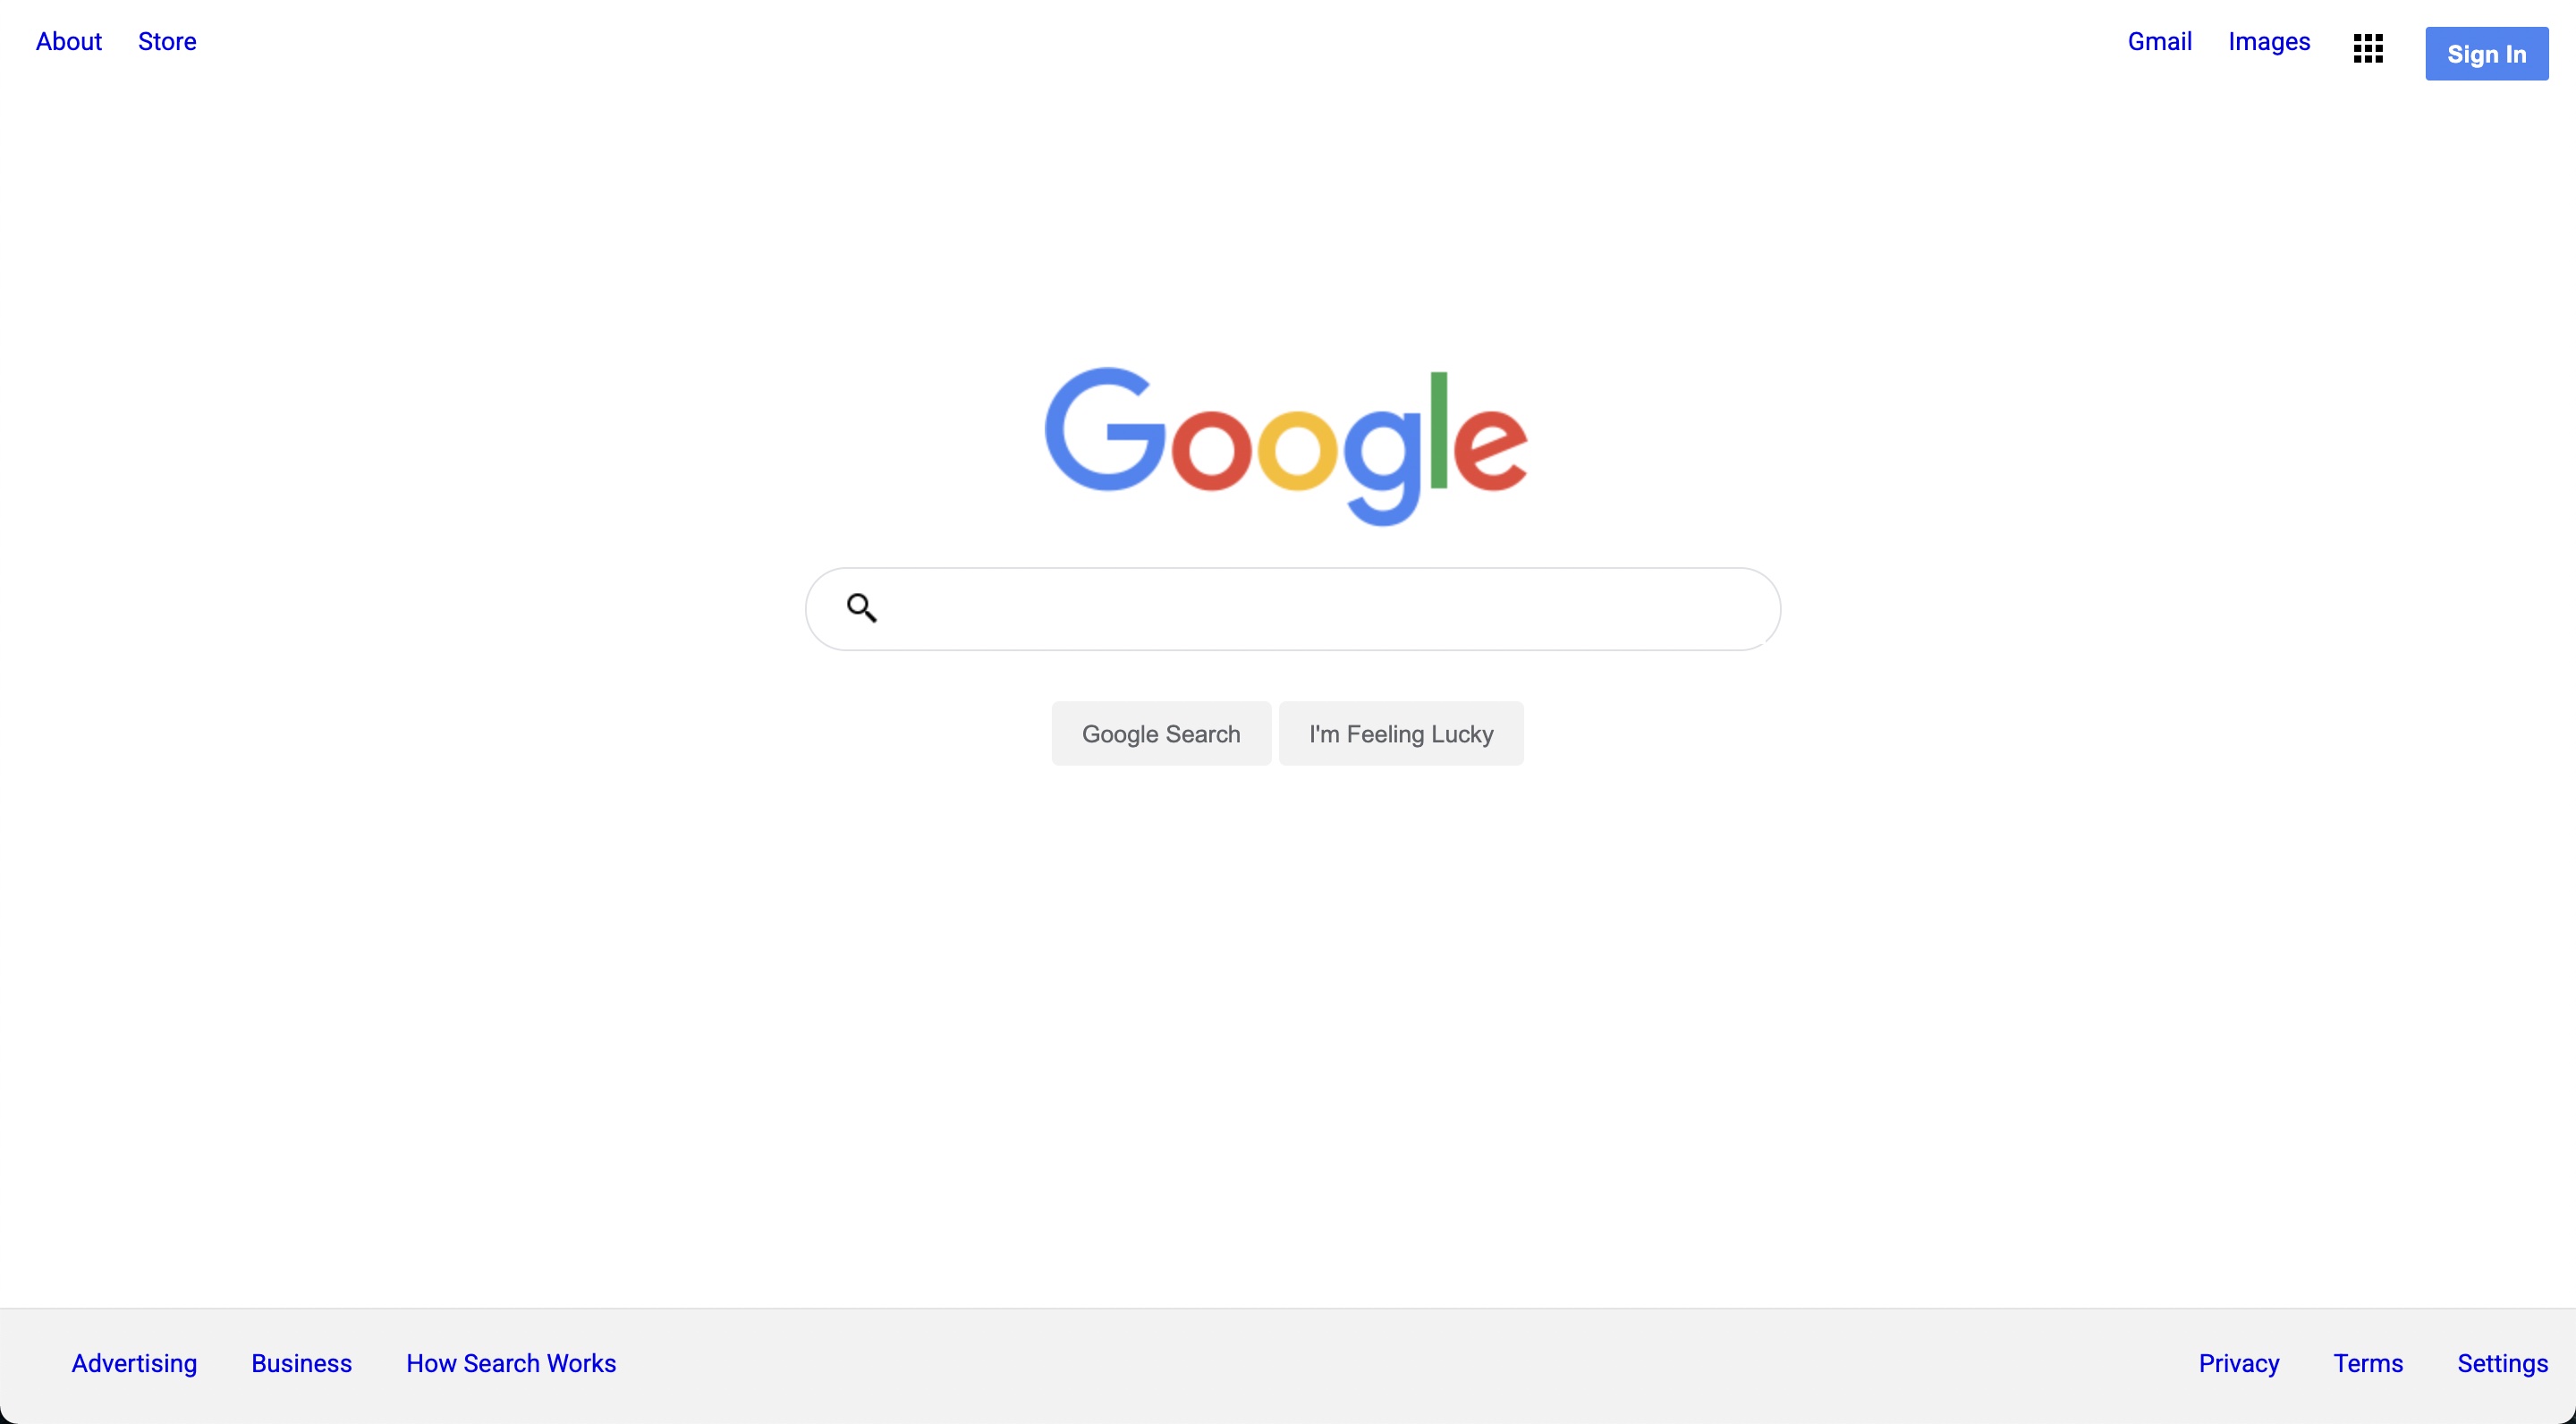 About Store Gmail Images Sign In
Google
Google Search I'm Feeling Lucky
Advertising Business How Search Works Privacy Terms Settings